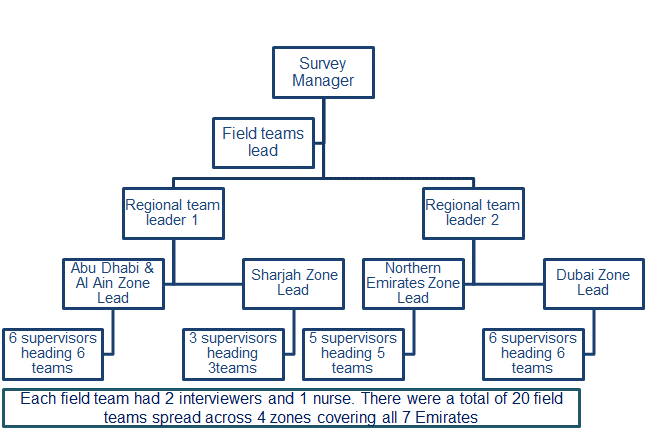 Survey
Manager
Field teams
lead
Regional team
leader 1
Regional team
leader 2
Abu Dhabi &
Al Ain Zone
Lead
Sharjah Zone
Lead
Northern
Emirates Zone
Lead
Dubai Zone
Lead
6 supervisors
heading 6
teams
3 supervisors
heading
3teams
5 supervisors
heading 5
teams
6 supervisors
heading 6
teams
Each field team had 2 interviewers and 1 nurse. There were a total of 20 field
teams spread across 4 zones covering all 7 Emirates